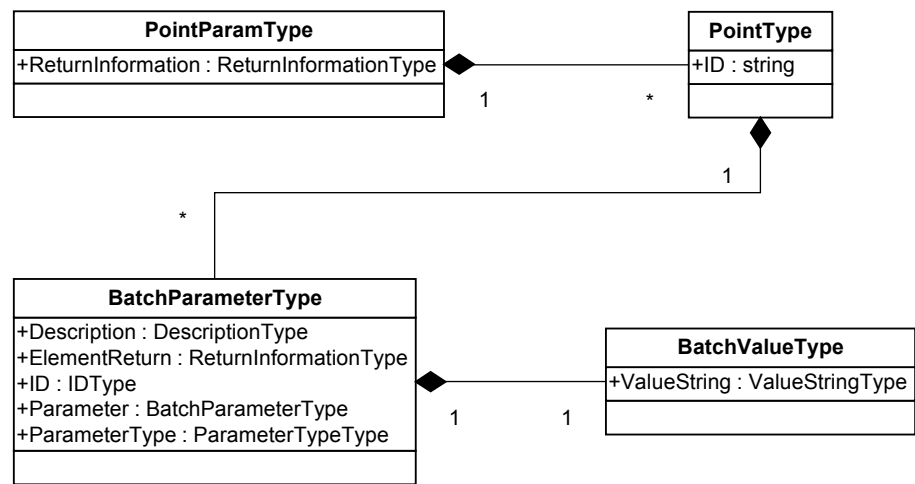 PointParamType
+ReturnInformation : ReturnInformationType
PointType
+ID : string
1
*
1
*
BatchParameterType
+Description : DescriptionType
+ElementReturn : ReturnInformationType
+ID : IDType
+Parameter : BatchParameterType
+ParameterType : ParameterTypeType
BatchValueType
+ValueString : ValueStringType
1
1